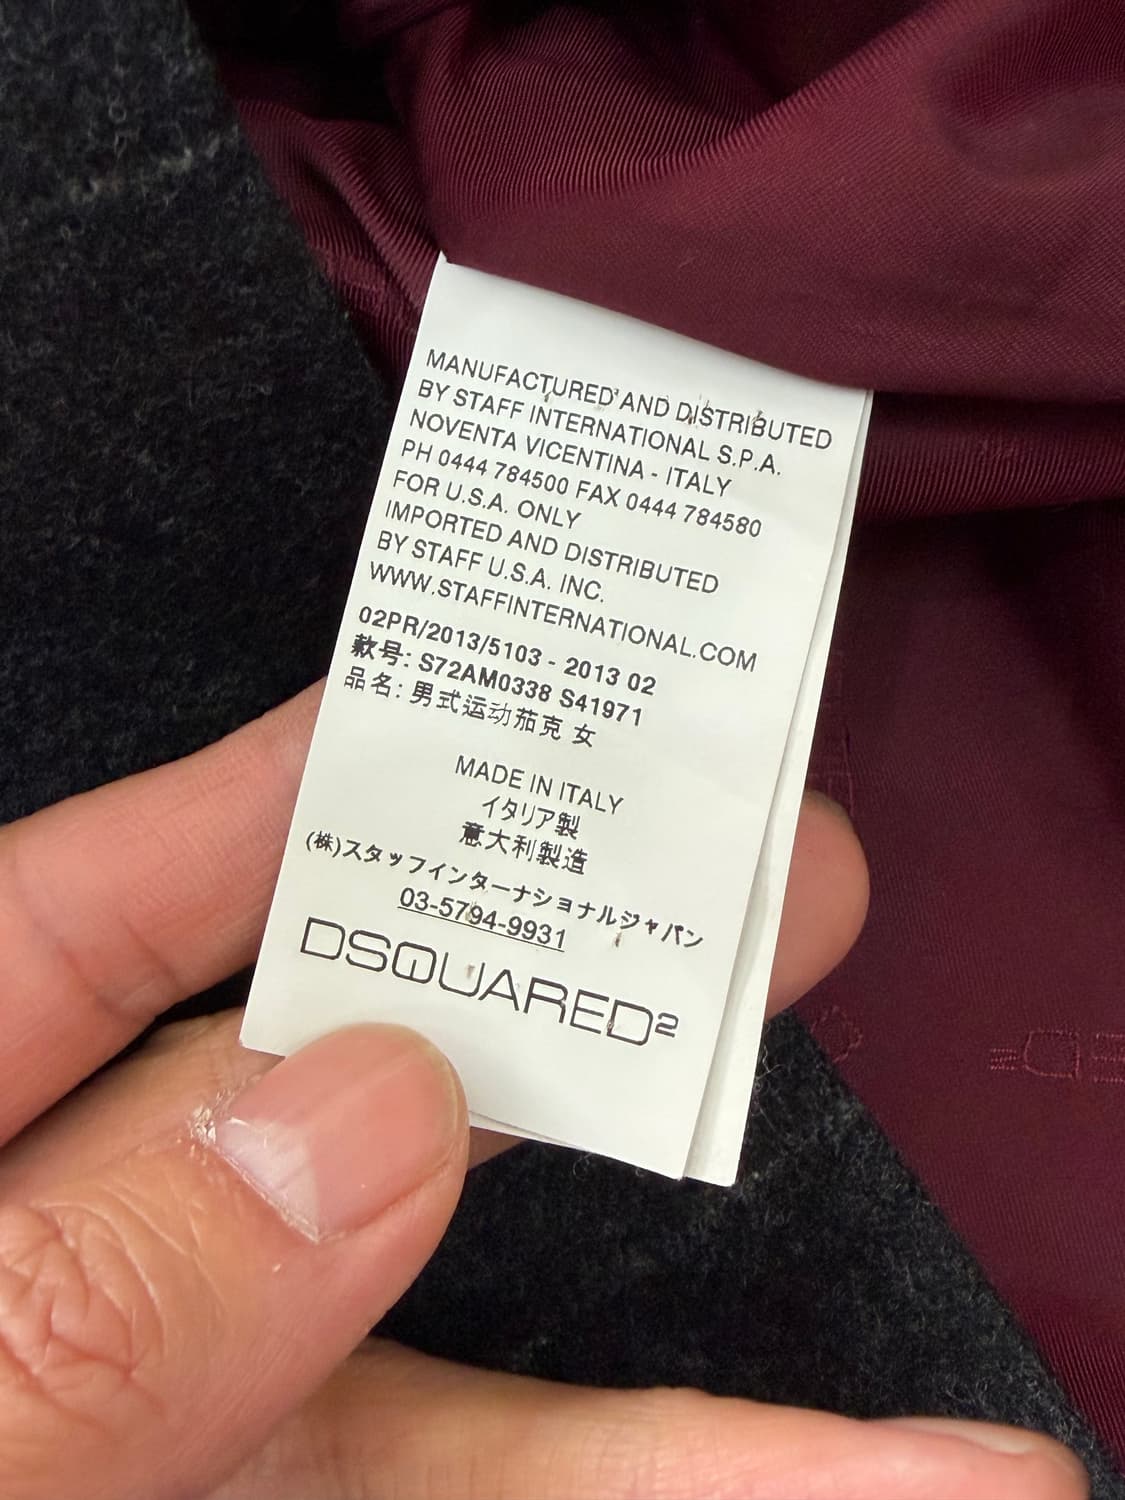 MANUFACTURED AND DISTRIBUTED
BY STAFF INTERNATIONAL S.P.A.
NOVENTA VICENTINA - ITALY
PH 0444 784500 FAX 0444 784580
FOR U.S.A. ONLY
IMPORTED AND DISTRIBUTED
BY STAFF U.S.A. INC.
WWW.STAFFINTERNATIONAL.COM
02PR/2013/5103 - 2013 02
款号: S72AM0338 S41971
品名: 男式运动茄克 女
MADE IN ITALY
イタリア製
意大利製造
(株)スタッフインターナショナルジャパン
03-5794-9931
DSQUARED2